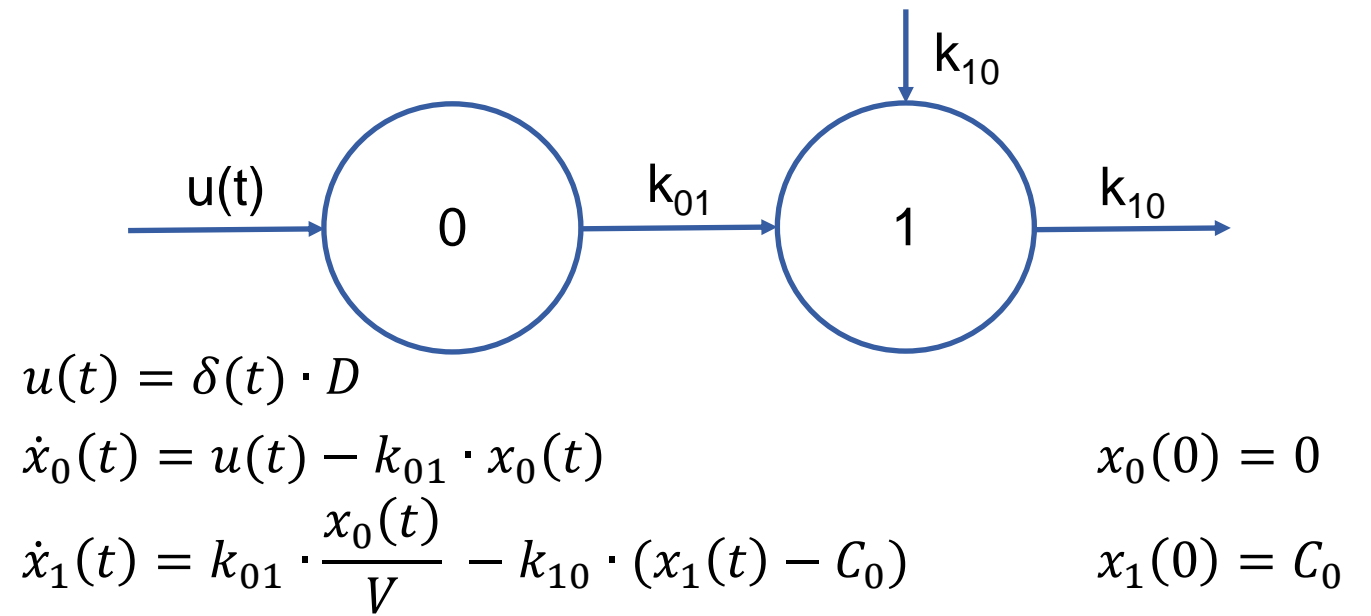 k₁₀
u(t)
0
k₀₁
1
k₁₀
u(t) = δ(t) · D
ẋ₀(t) = u(t) − k₀₁ · x₀(t)
x₀(0) = 0
ẋ₁(t) = k₀₁ · x₀(t)/V − k₁₀ · (x₁(t) − C₀)
x₁(0) = C₀